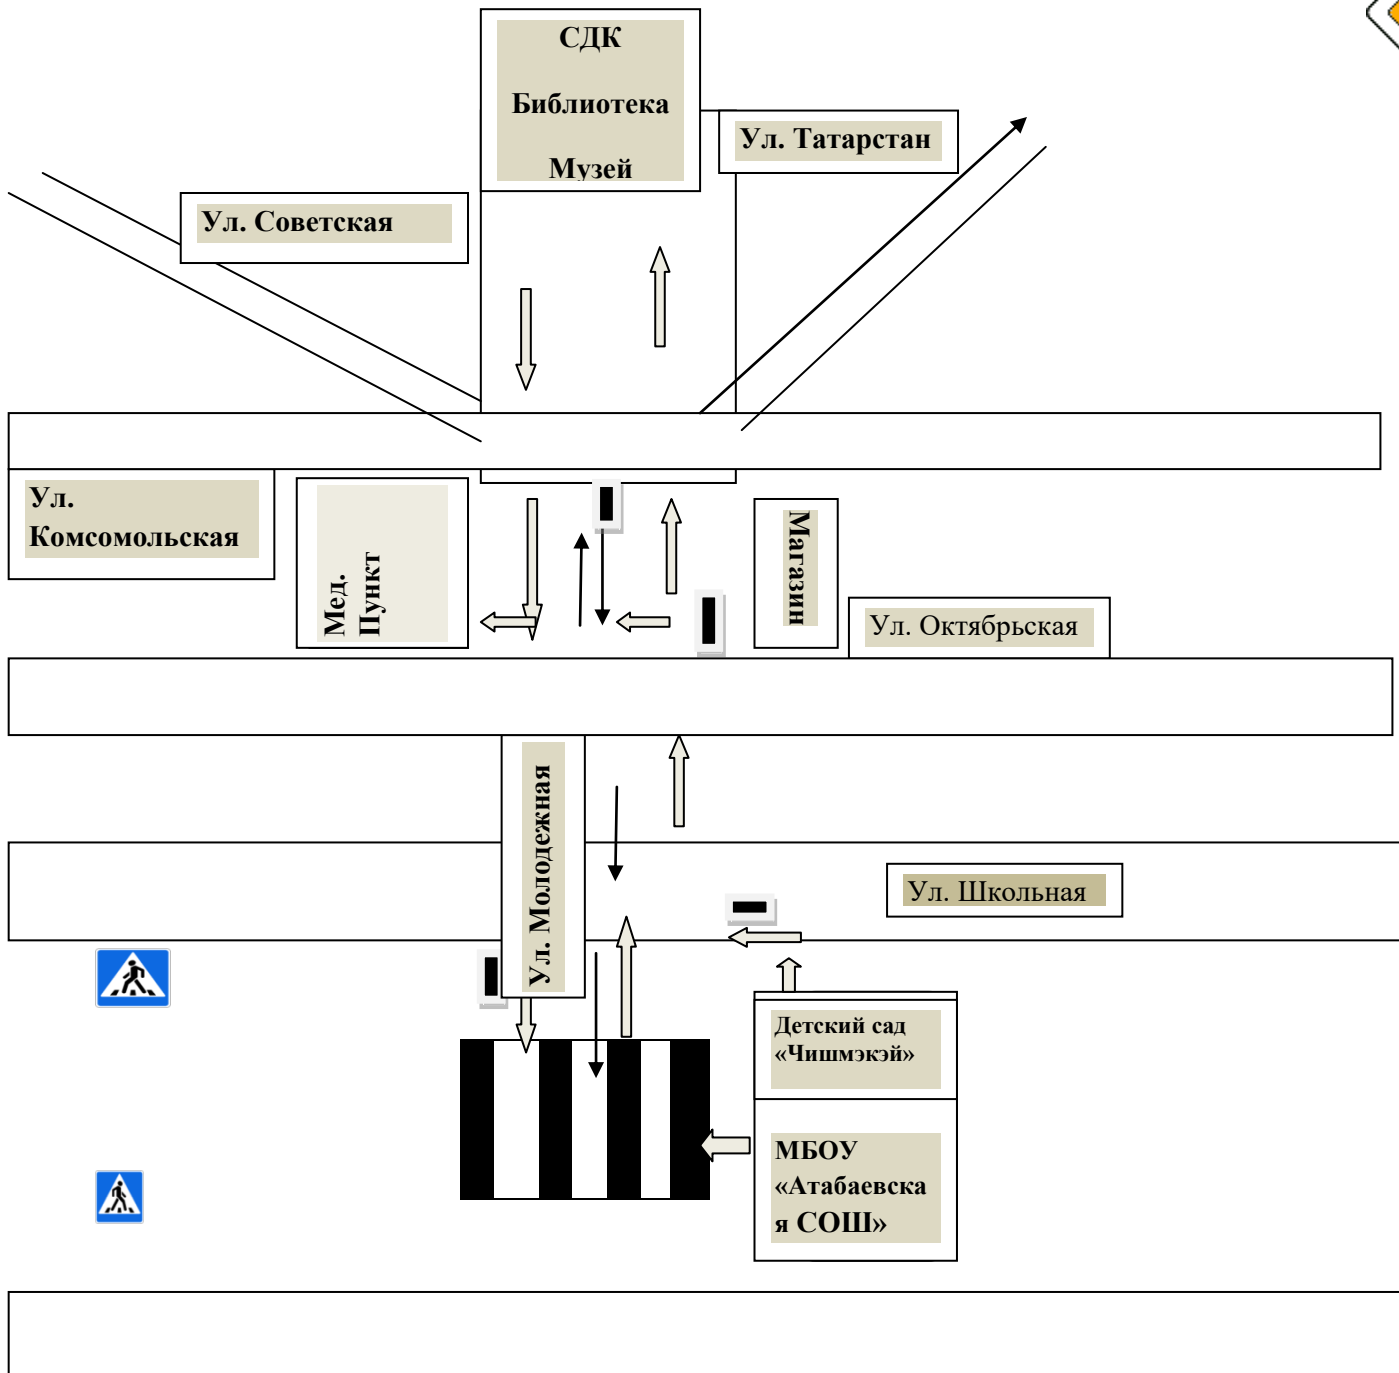 СДК
Библиотека
Музей
Ул. Татарстан
Ул. Советская
Ул.
Комсомольская
Мед.
Пункт
Магазин
Ул. Октябрьская
Ул. Молодежная
Ул. Школьная
Детский сад
«Чишмэкэй»
МБОУ
«Атабаевска
я СОШ»